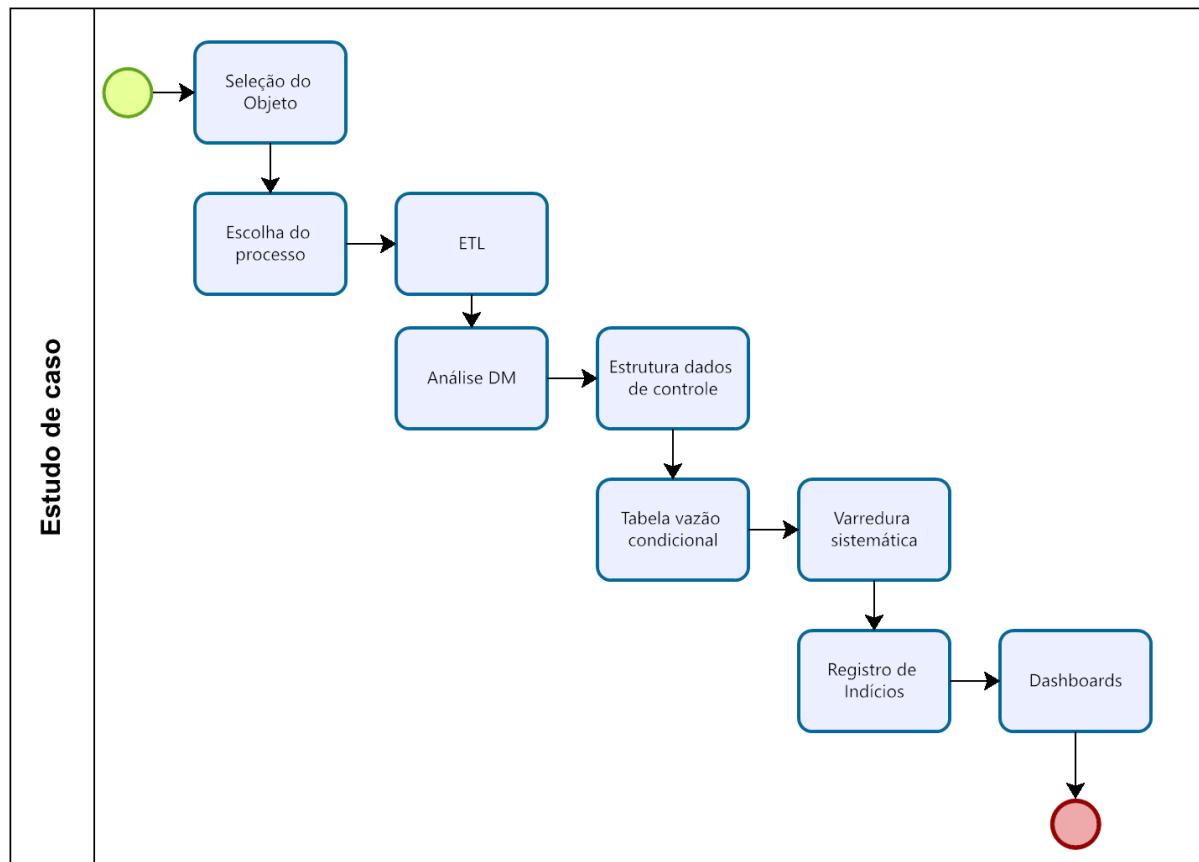 Estudo de caso
Seleção do
Objeto
Escolha do
processo
ETL
Análise DM
Estrutura dados
de controle
Tabela vazão
condicional
Varredura
sistemática
Registro de
Indícios
Dashboards